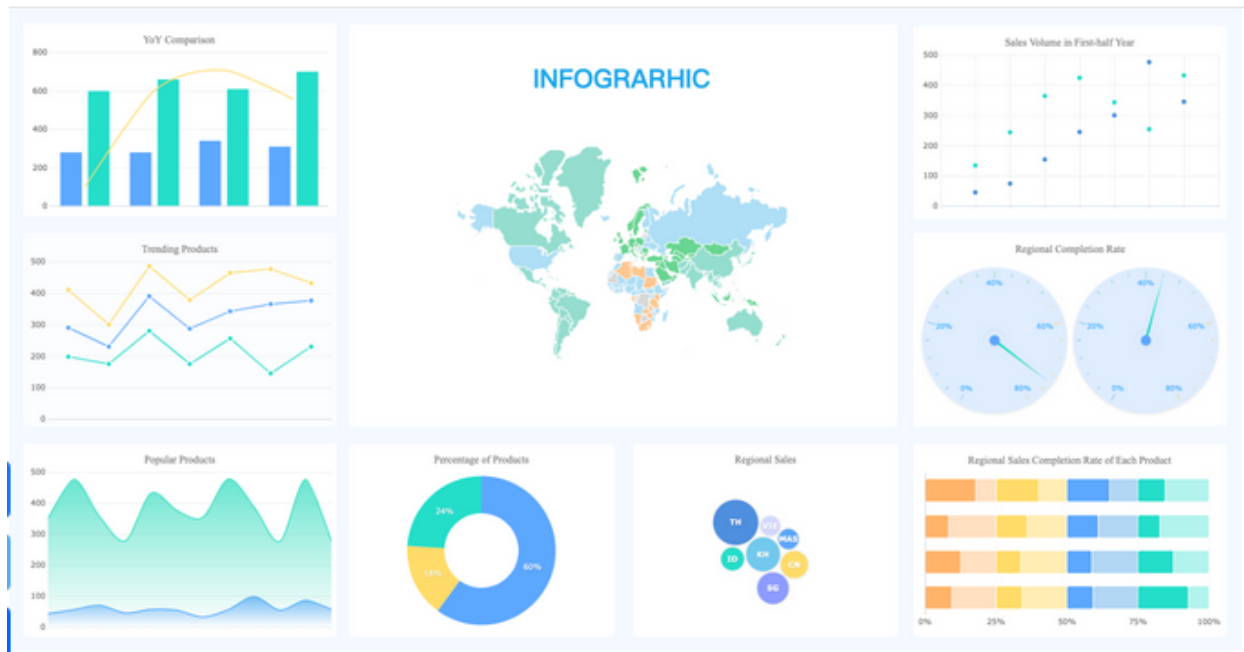 YoY Comparison
800
600
400
200
0
INFOGRARHIC
Sales Volume in First-half Year
500
400
300
200
100
0
Trending Products
500
400
300
200
100
0
Regional Completion Rate
40%
20%
60%
0%
80%
40%
20%
60%
0%
80%
Popular Products
500
400
300
200
100
0
Percentage of Products
24%
16%
60%
Regional Sales
TH
VIE
MAS
ID
KH
CN
SG
Regional Sales Completion Rate of Each Product
0% 25% 50% 75% 100%